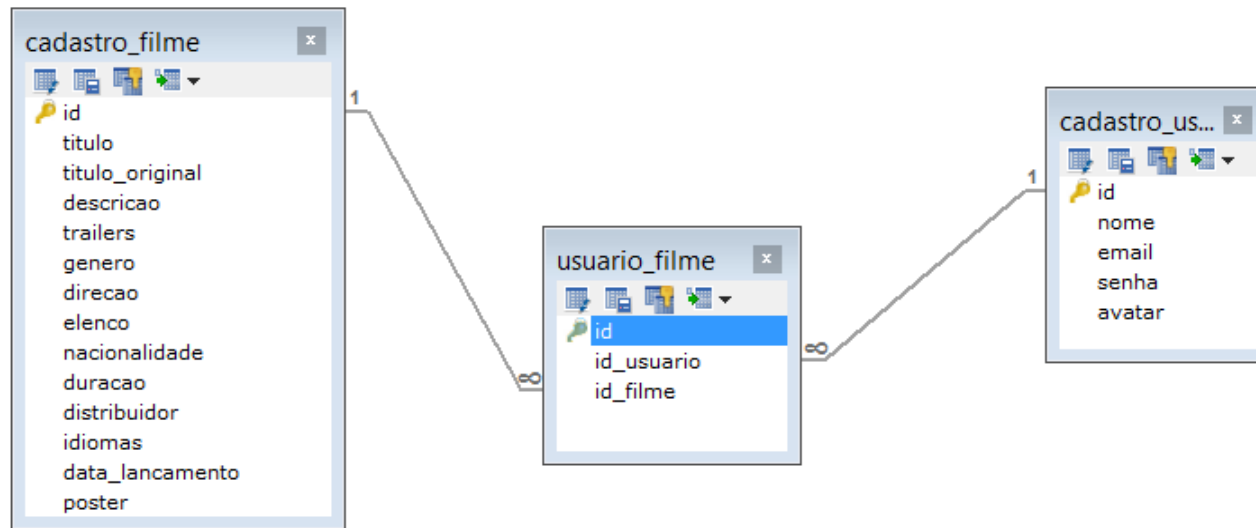 cadastro_filme
x
id
titulo
titulo_original
descricao
trailers
genero
direcao
elenco
nacionalidade
duracao
distribuidor
idiomas
data_lancamento
poster
1
∞
usuario_filme
x
id
id_usuario
id_filme
∞
1
cadastro_us...
x
id
nome
email
senha
avatar